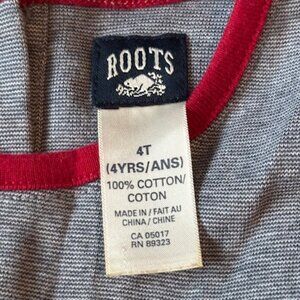 ROOTS
4T
(4YRS/ANS)
100% COTTON/
COTON
MADE IN / FAIT AU
CHINA / CHINE
CA 05017
RN 89323